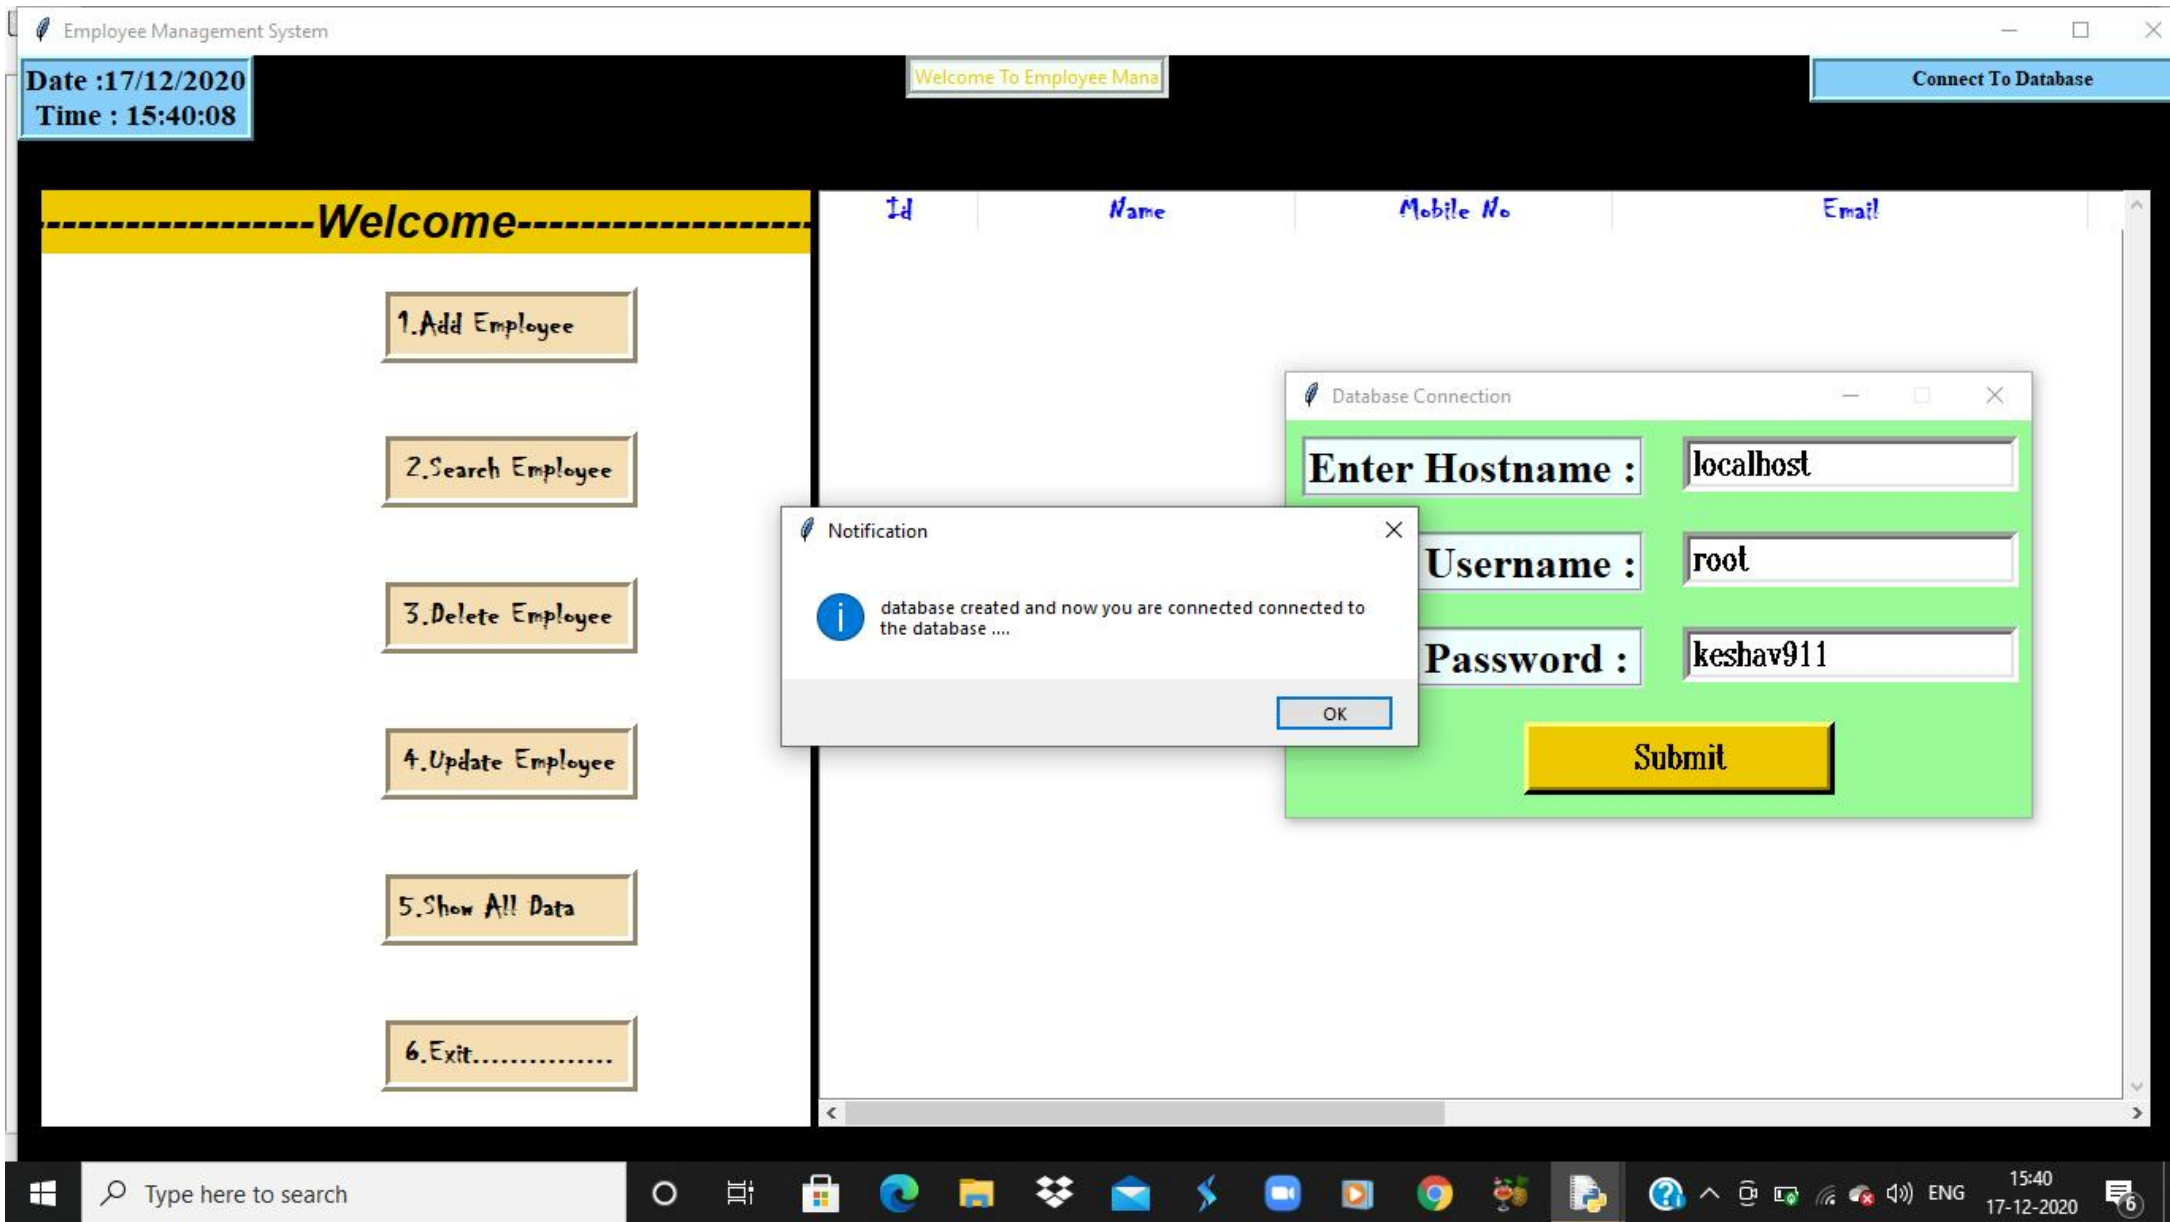 Employee Management System
Date :17/12/2020
Time : 15:40:08
Welcome To Employee Mana
Connect To Database
-----------------Welcome------------------
Id Name Mobile No Email
1.Add Employee
2.Search Employee
3.Delete Employee
4.Update Employee
5.Show All Data
6.Exit...............
Database Connection
Enter Hostname : localhost
Username : root
Password : keshav911
Submit
Notification
database created and now you are connected connected to
the database ....
OK
Type here to search
ENG
15:40
17-12-2020
6